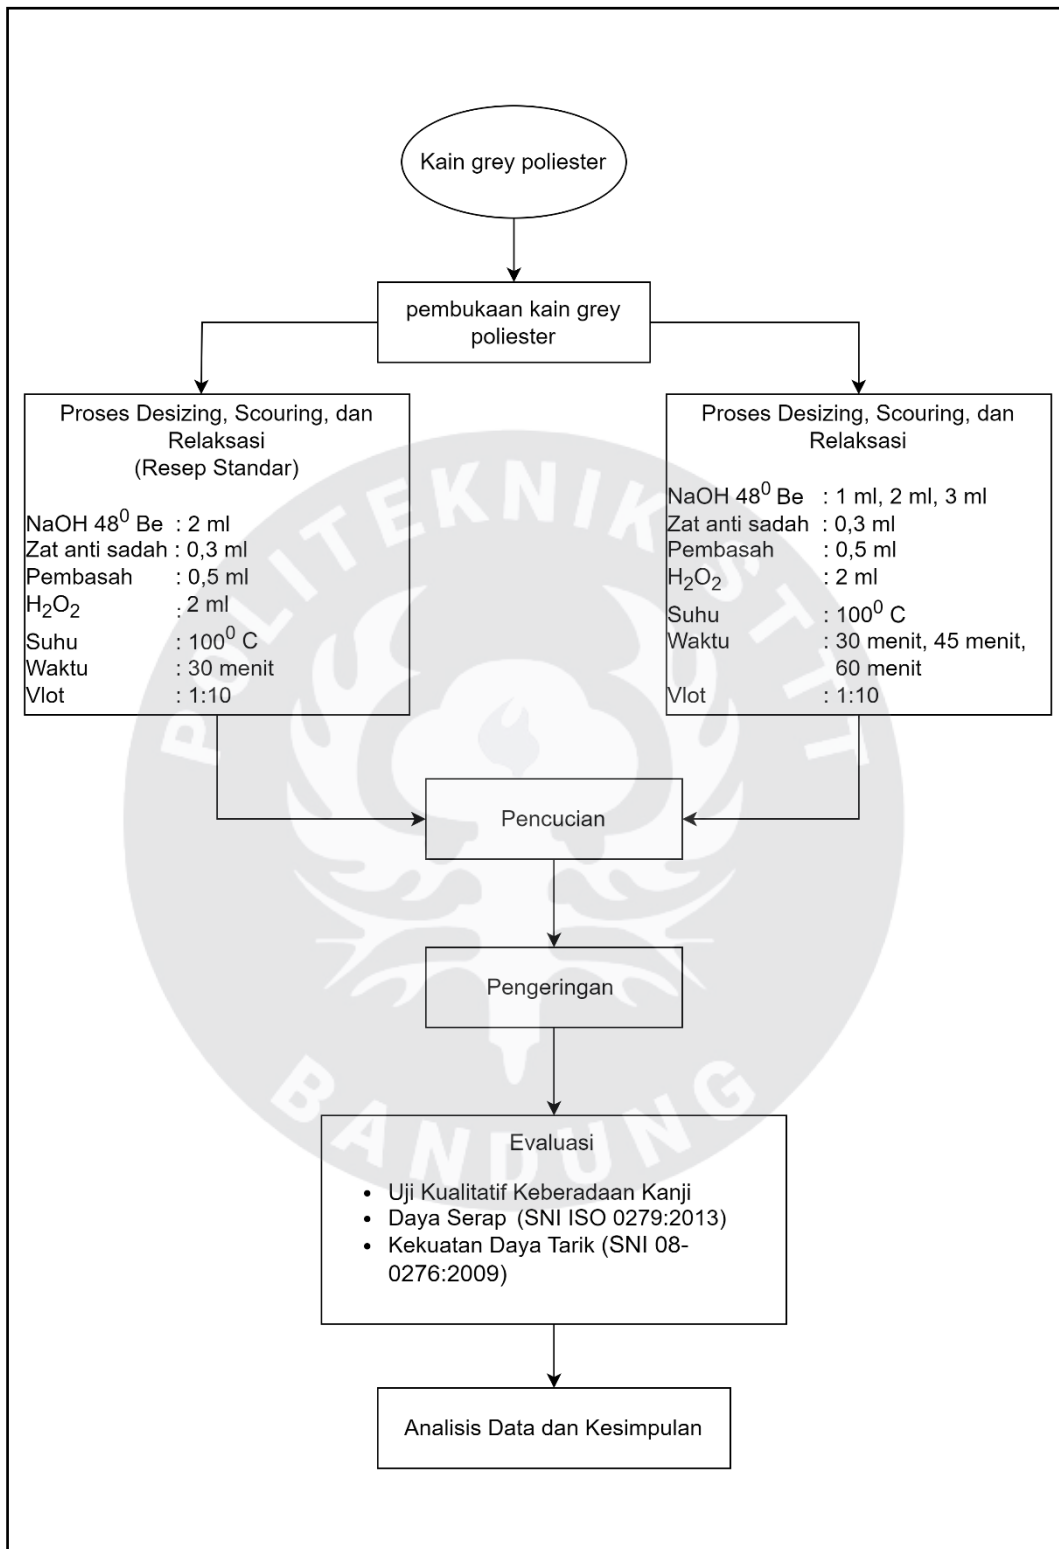 Kain grey poliester
pembukaan kain grey
poliester
Proses Desizing, Scouring, dan
Relaksasi
(Resep Standar)
NaOH 48⁰ Be : 2 ml
Zat anti sadah : 0,3 ml
Pembasah : 0,5 ml
H₂O₂ : 2 ml
Suhu : 100⁰ C
Waktu : 30 menit
Vlot : 1:10
Proses Desizing, Scouring, dan
Relaksasi
NaOH 48⁰ Be : 1 ml, 2 ml, 3 ml
Zat anti sadah : 0,3 ml
Pembasah : 0,5 ml
H₂O₂ : 2 ml
Suhu : 100⁰ C
Waktu : 30 menit, 45 menit,
60 menit
Vlot : 1:10
Pencucian
Pengeringan
Evaluasi
• Uji Kualitatif Keberadaan Kanji
• Daya Serap (SNI ISO 0279:2013)
• Kekuatan Daya Tarik (SNI 08-
0276:2009)
Analisis Data dan Kesimpulan
POLITEKNIK STTT
BANDUNG